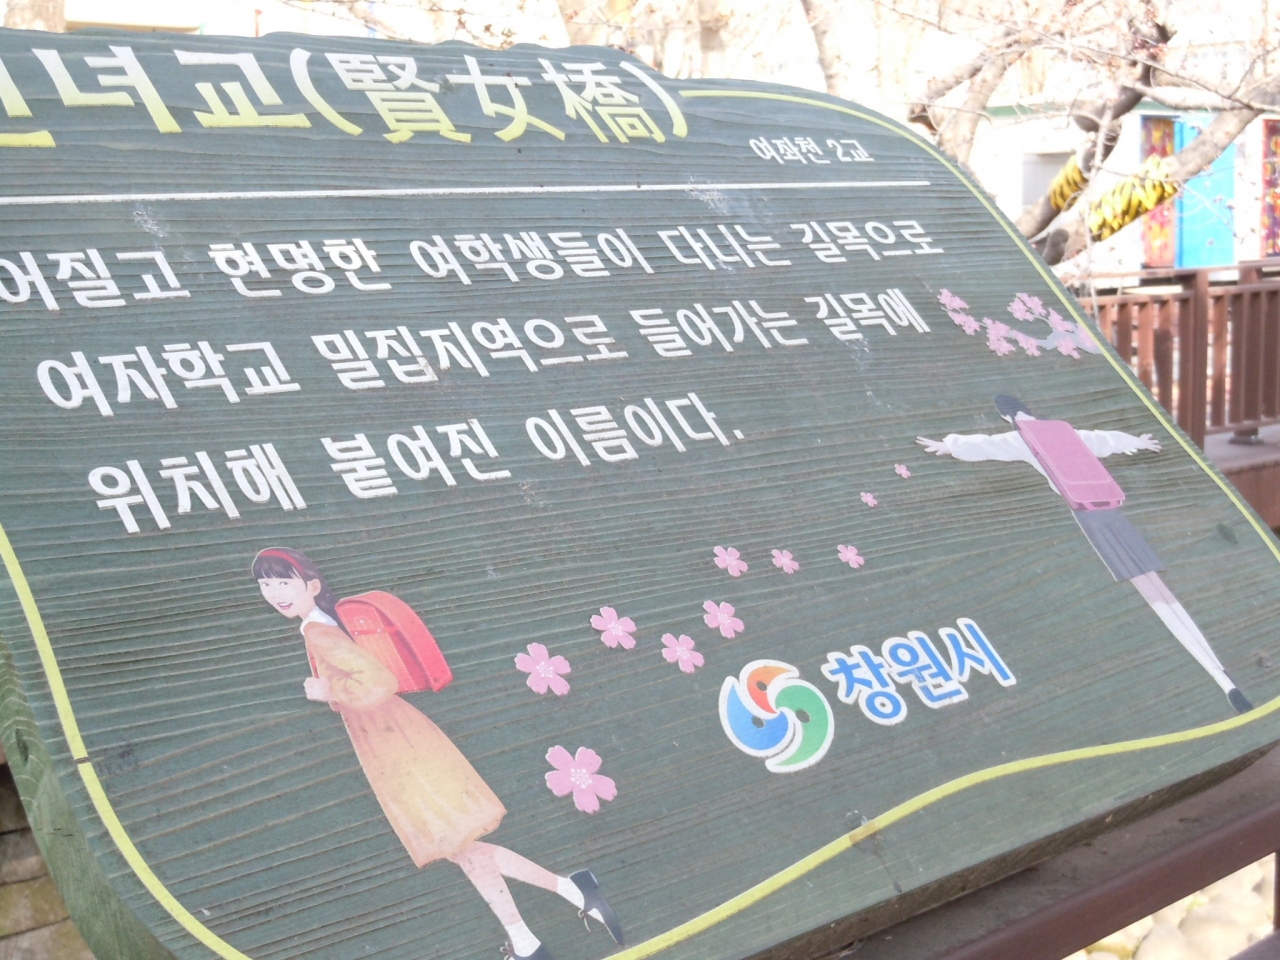 현녀교(賢女橋)
여좌천 2교
어질고 현명한 여학생들이 다니는 길목으로
여자학교 밀집지역으로 들어가는 길목에
위치해 붙여진 이름이다.
창원시